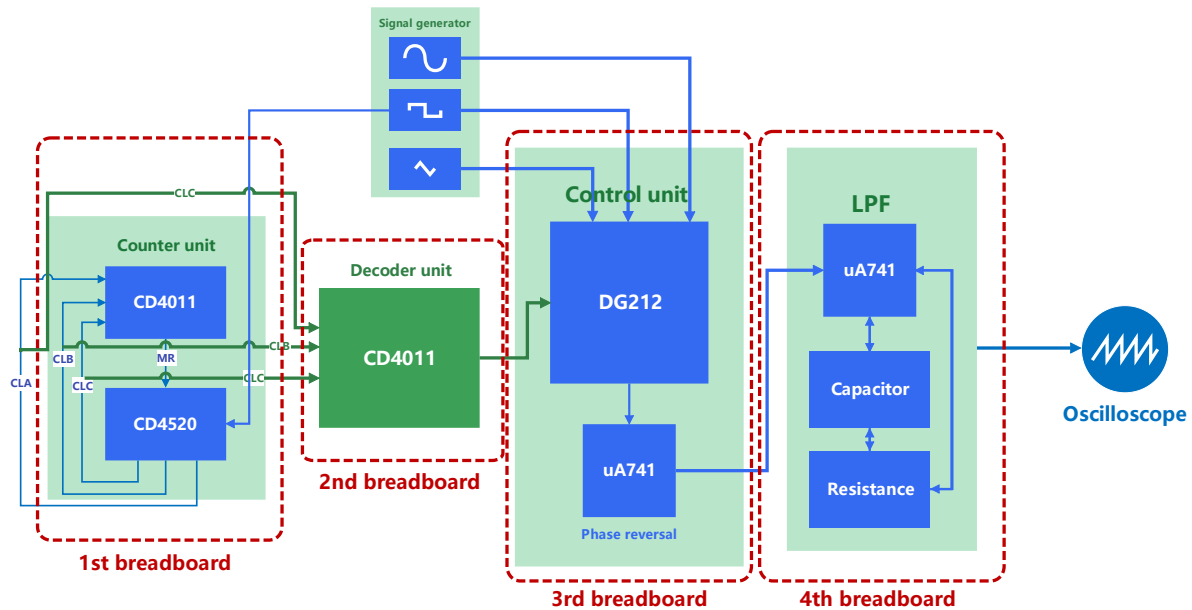 Signal generator
CLC
Counter unit
CD4011
CLA
CLB
CLC
MR
CD4520
1st breadboard
Decoder unit
CD4011
CLB
CLC
2nd breadboard
Control unit
DG212
uA741
Phase reversal
3rd breadboard
LPF
uA741
Capacitor
Resistance
4th breadboard
Oscilloscope